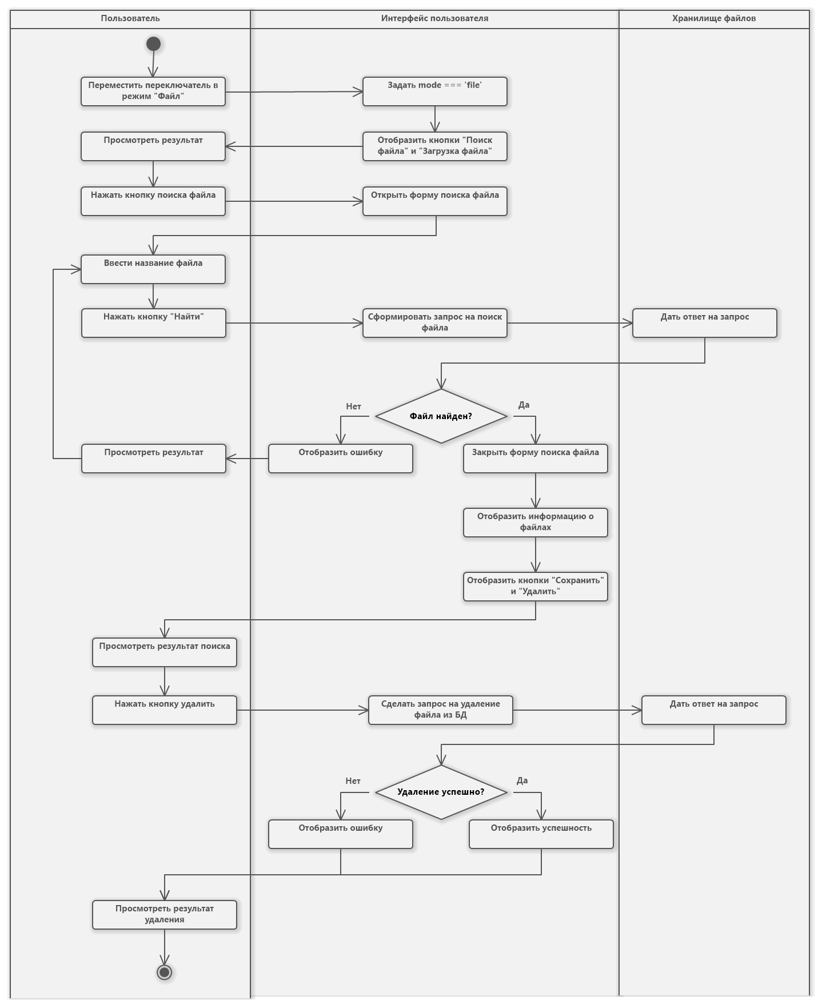 Пользователь
Интерфейс пользователя
Хранилище файлов
Переместить переключатель в
режим "Файл"
Задать mode === 'file'
Просмотреть результат
Отобразить кнопки "Поиск
файла" и "Загрузка файла"
Нажать кнопку поиска файла
Открыть форму поиска файла
Ввести название файла
Нажать кнопку "Найти"
Сформировать запрос на поиск
файла
Дать ответ на запрос
Нет
Да
Файл найден?
Просмотреть результат
Отобразить ошибку
Закрыть форму поиска файла
Отобразить информацию о
файлах
Отобразить кнопки "Сохранить"
и "Удалить"
Просмотреть результат поиска
Нажать кнопку удалить
Сделать запрос на удаление
файла из БД
Дать ответ на запрос
Нет
Да
Удаление успешно?
Отобразить ошибку
Отобразить успешность
Просмотреть результат
удаления